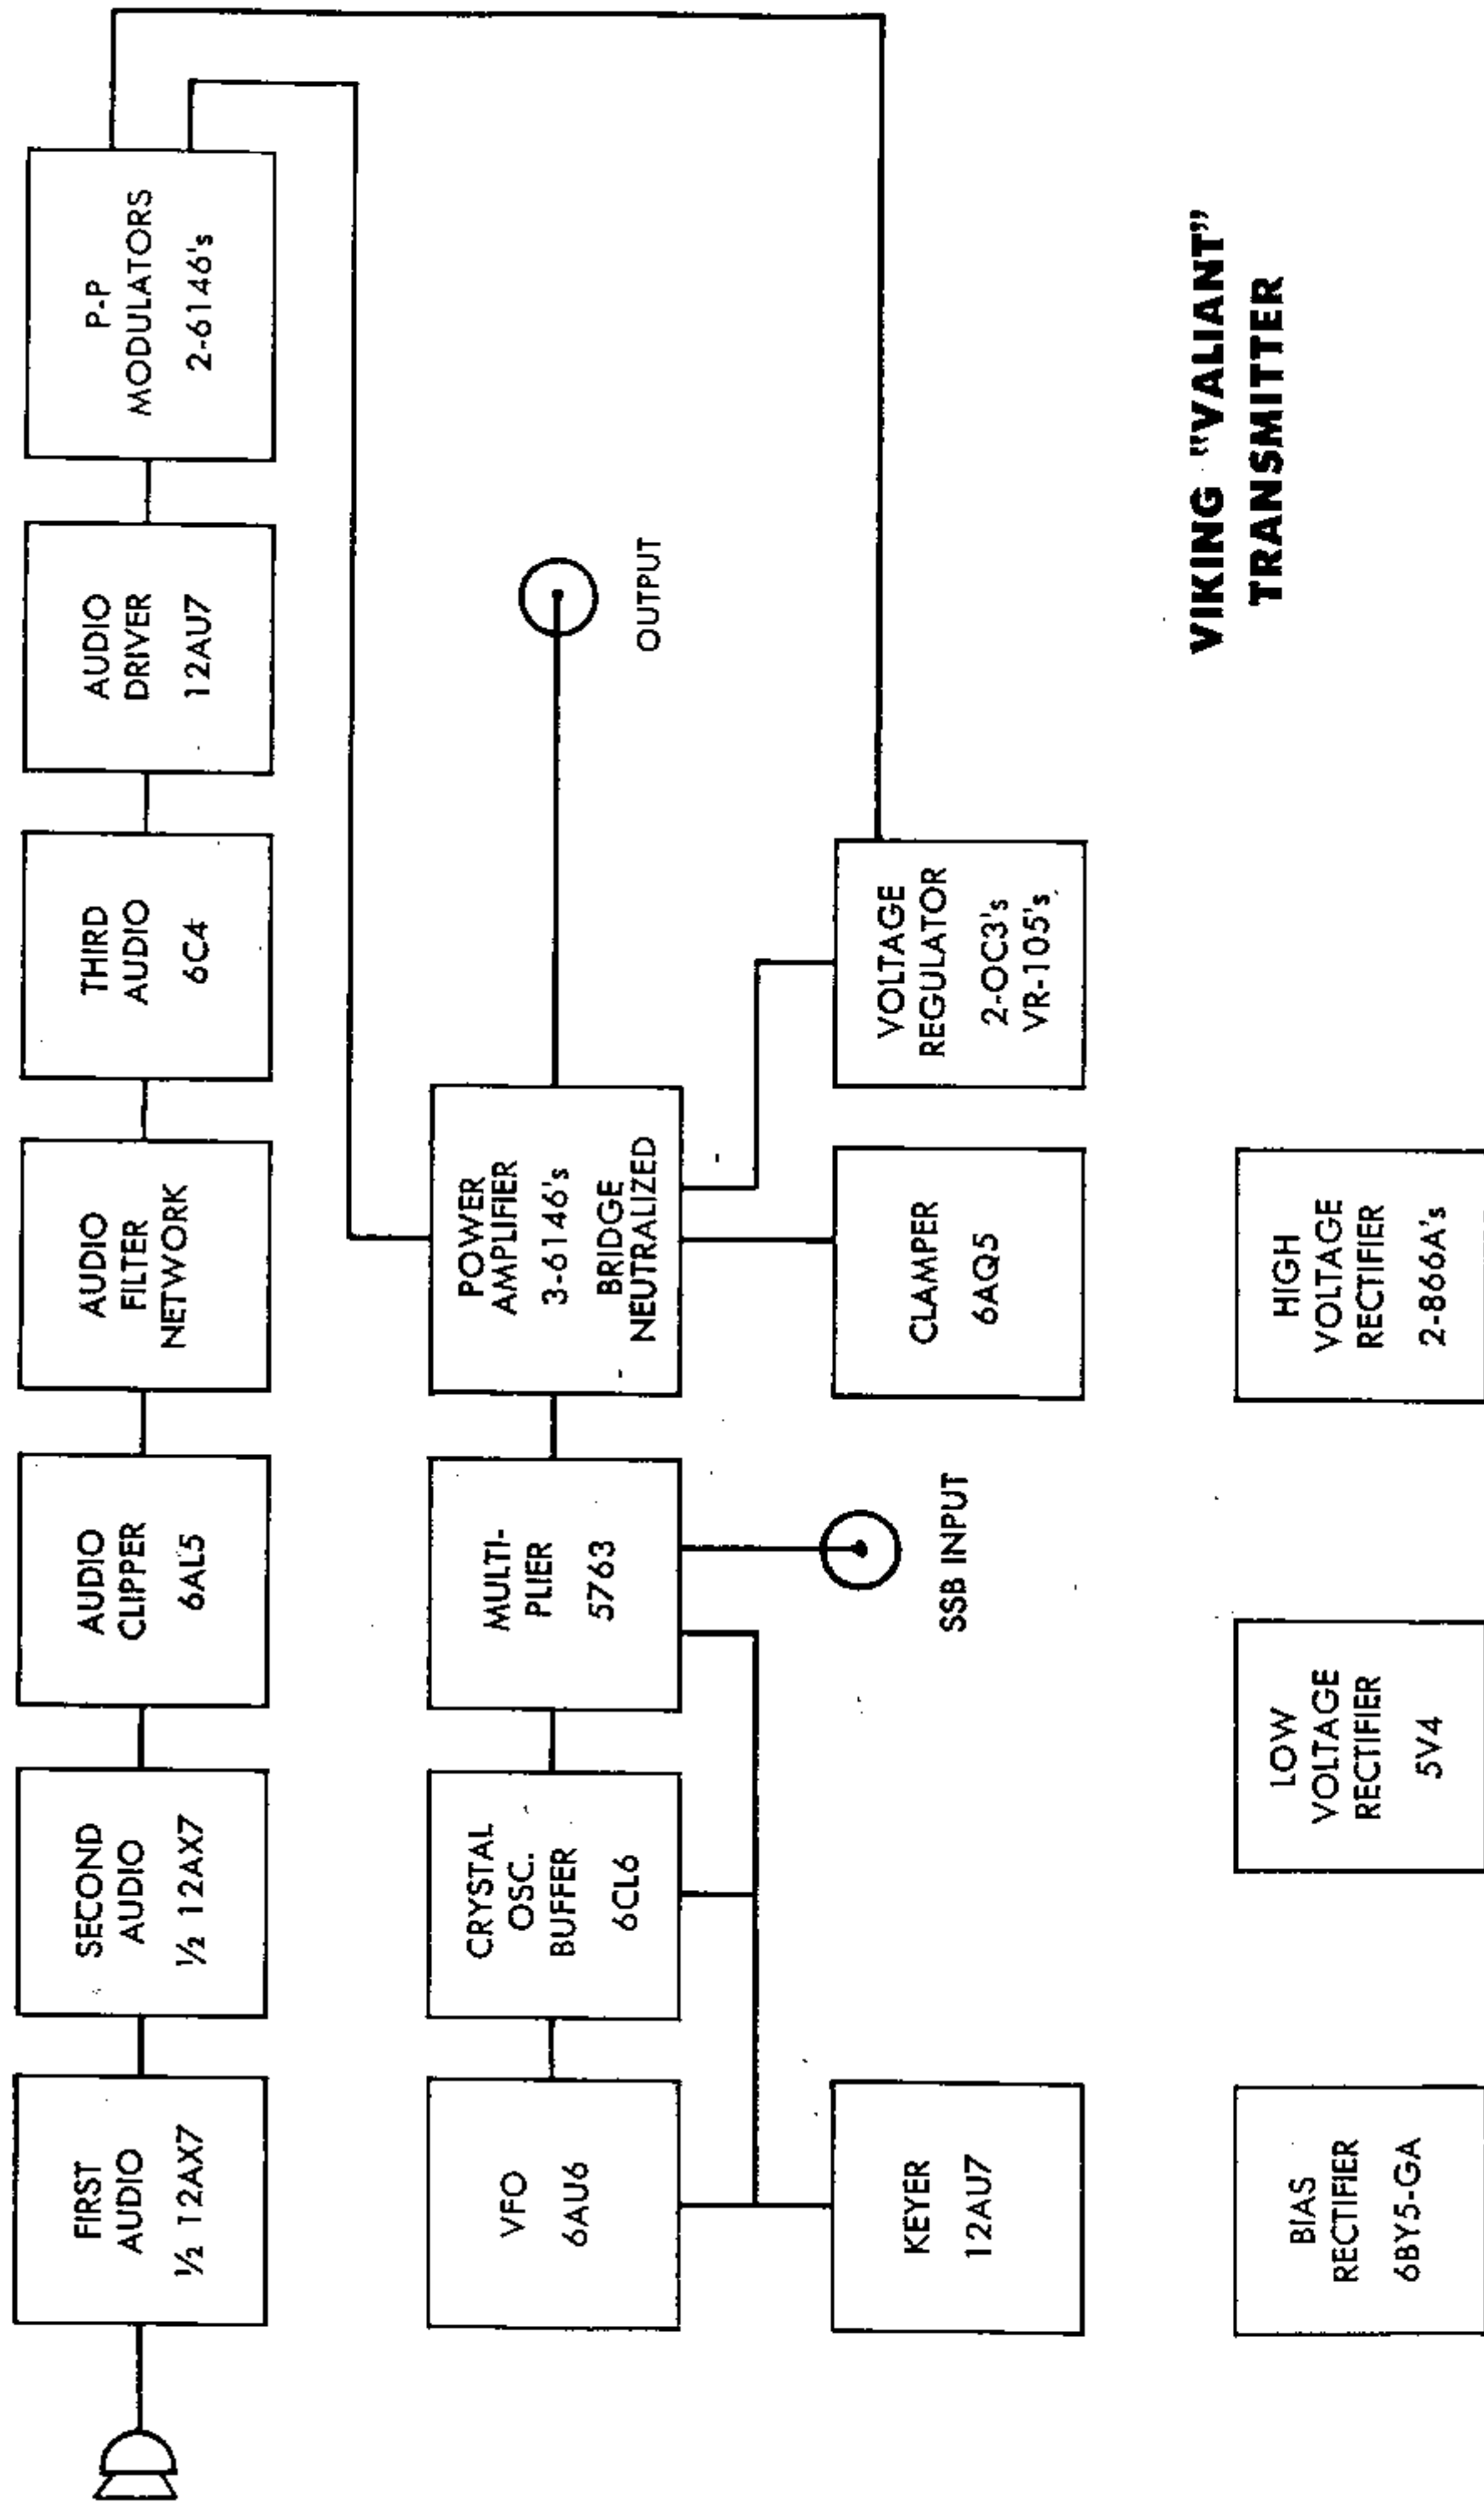 FIRST
AUDIO
½ 12AX7
SECOND
AUDIO
½ 12AX7
AUDIO
CLIPPER
6AL5
AUDIO
FILTER
NETWORK
THIRD
AUDIO
6C4
AUDIO
DRIVER
12AU7
P-P
MODULATORS
2-6146's
VFO
6AU6
CRYSTAL
OSC.
BUFFER
6CL6
MULTI-
PLIER
5763
POWER
AMPLIFIER
3-6146's
BRIDGE
NEUTRALIZED
OUTPUT
KEYER
12AU7
SSB INPUT
CLAMPER
6AQ5
VOLTAGE
REGULATOR
2-OC3's
VR-105's
BIAS
RECTIFIER
6BY5-GA
LOW
VOLTAGE
RECTIFIER
5V4
HIGH
VOLTAGE
RECTIFIER
2-866A's
VIKING "VALIANT"
TRANSMITTER